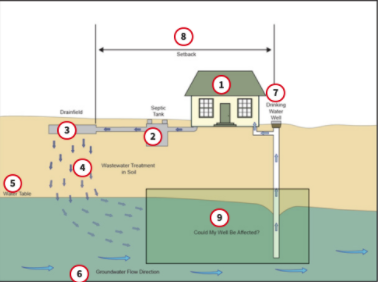 8
Setback
1
7
Drinking
Water
Well
Septic
Tank
2
Drainfield
3
4
Wastewater Treatment
in Soil
5
Water Table
9
Could My Well Be Affected?
6
Groundwater Flow Direction